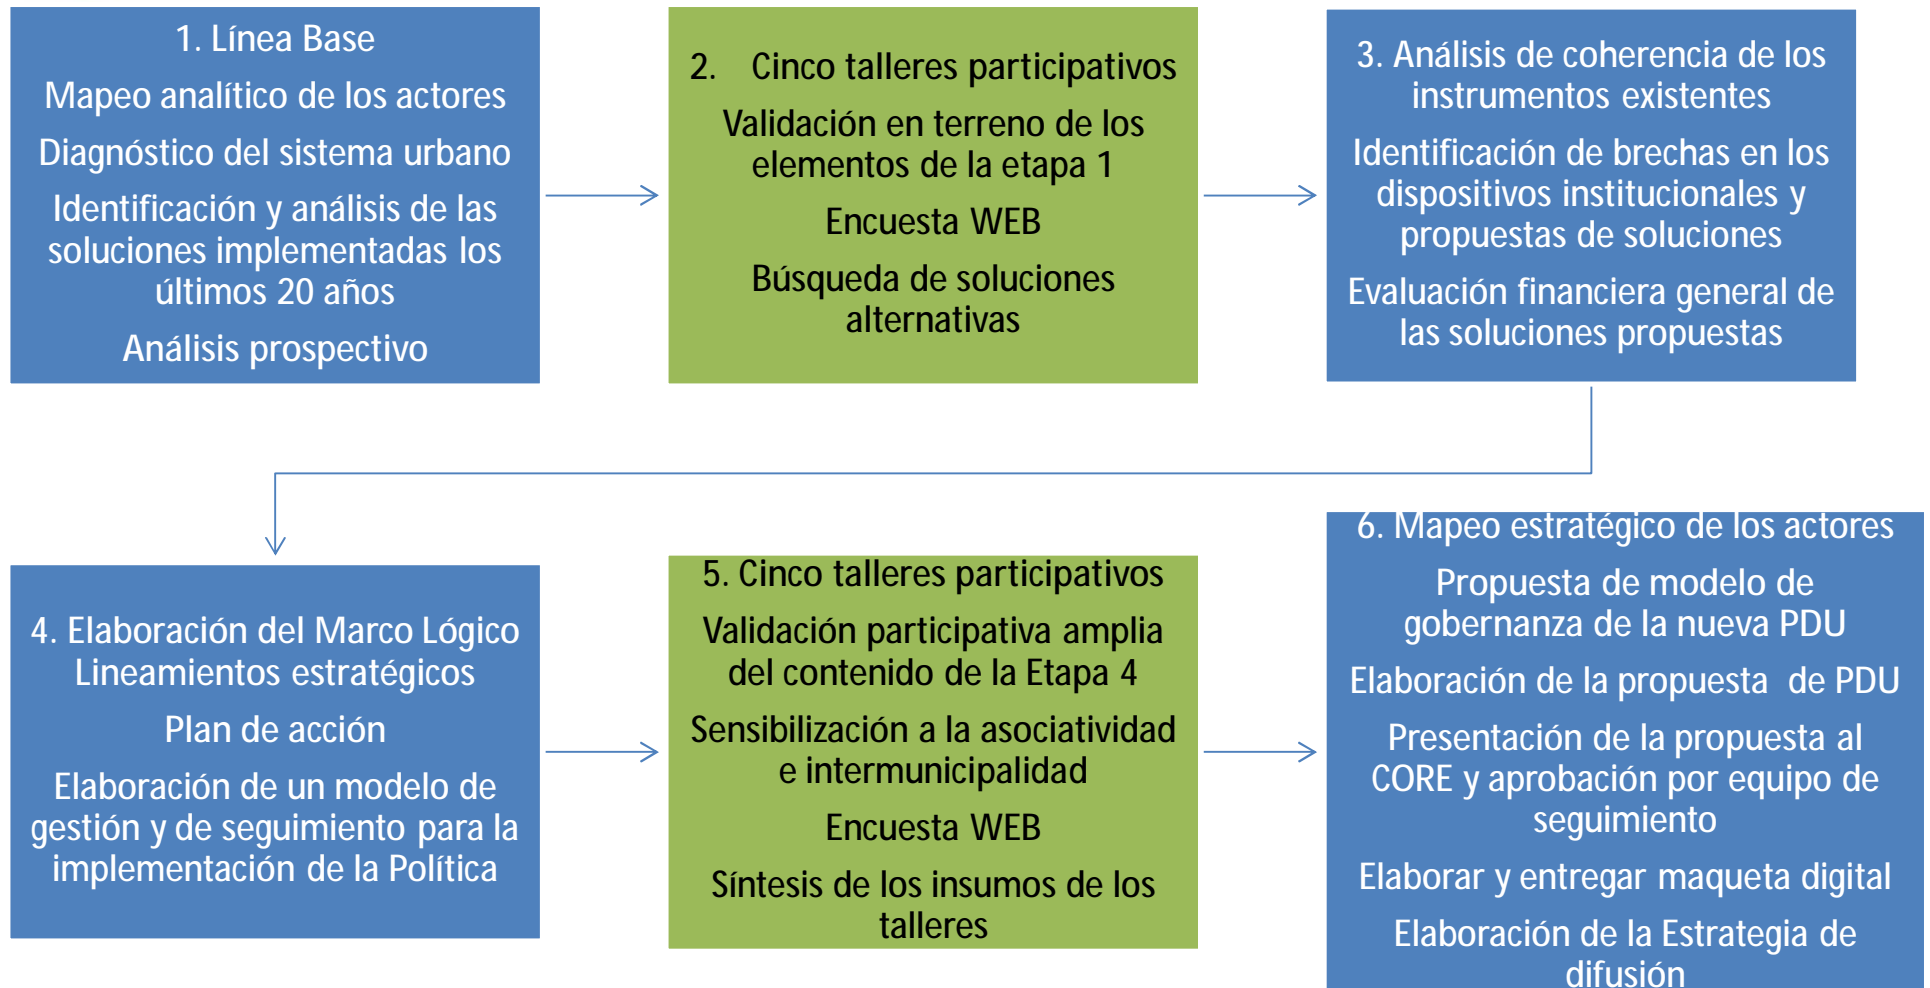 1. Línea Base
Mapeo analítico de los actores
Diagnóstico del sistema urbano
Identificación y análisis de las
soluciones implementadas los
últimos 20 años
Análisis prospectivo
2. Cinco talleres participativos
Validación en terreno de los
elementos de la etapa 1
Encuesta WEB
Búsqueda de soluciones
alternativas
3. Análisis de coherencia de los
instrumentos existentes
Identificación de brechas en los
dispositivos institucionales y
propuestas de soluciones
Evaluación financiera general de
las soluciones propuestas
4. Elaboración del Marco Lógico
Lineamientos estratégicos
Plan de acción
Elaboración de un modelo de
gestión y de seguimiento para la
implementación de la Política
5. Cinco talleres participativos
Validación participativa amplia
del contenido de la Etapa 4
Sensibilización a la asociatividad
e intermunicipalidad
Encuesta WEB
Síntesis de los insumos de los
talleres
6. Mapeo estratégico de los actores
Propuesta de modelo de
gobernanza de la nueva PDU
Elaboración de la propuesta de PDU
Presentación de la propuesta al
CORE y aprobación por equipo de
seguimiento
Elaborar y entregar maqueta digital
Elaboración de la Estrategia de
difusión